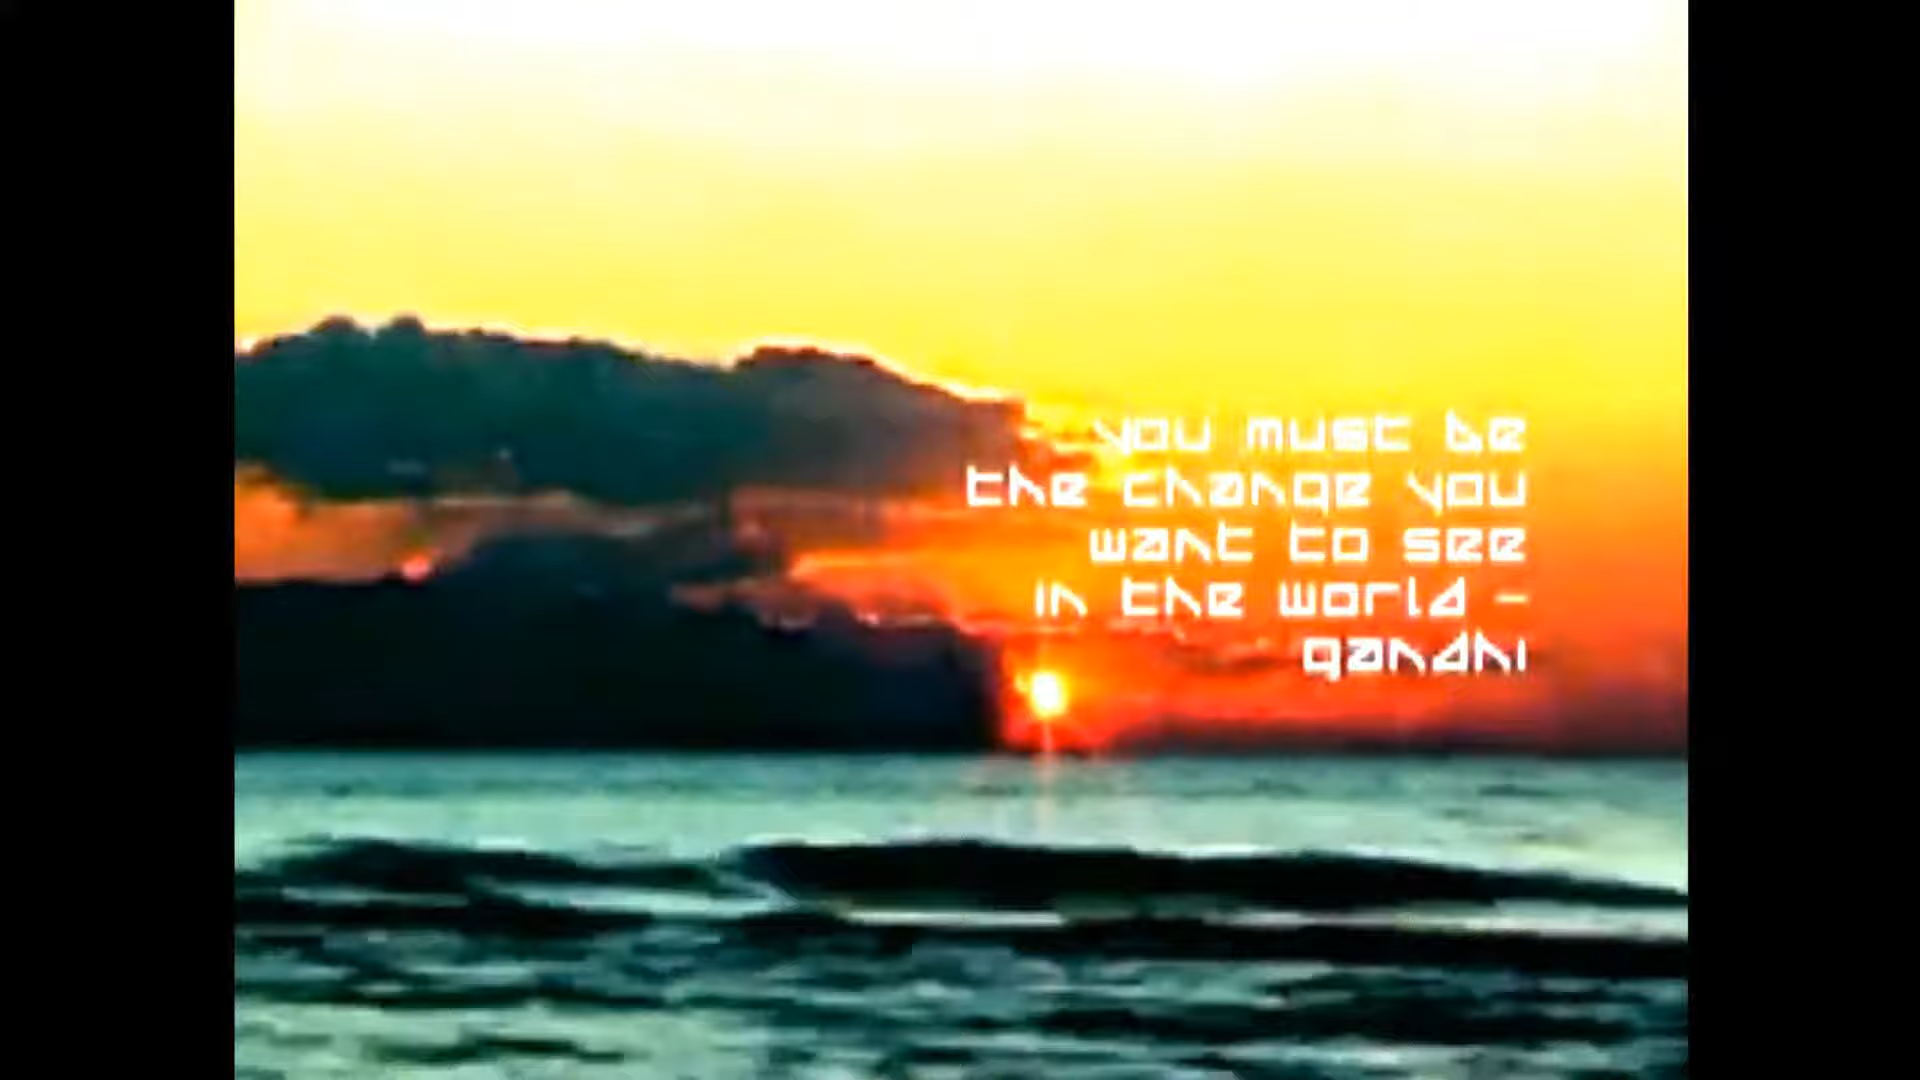 you must be
the change you
want to see
in the world -
gandhi